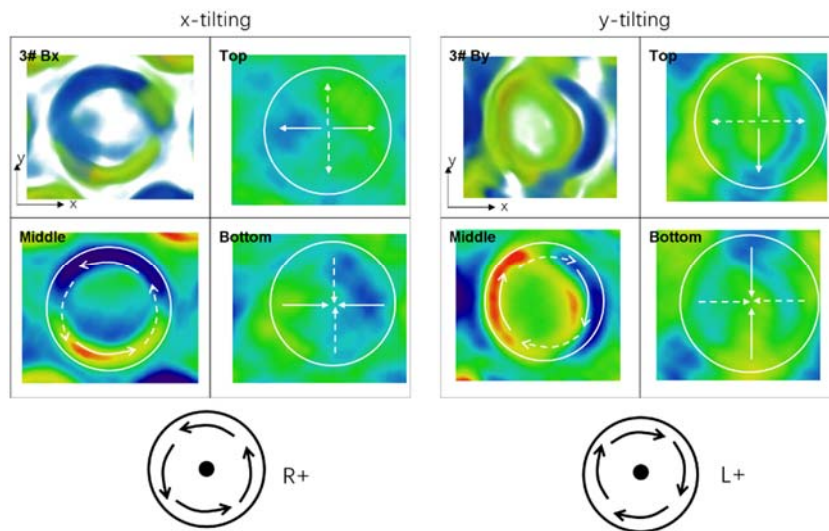 x-tilting
y-tilting
3# Bx
Top
3# By
Top
y
x
y
x
Middle
Bottom
Middle
Bottom
R+
L+